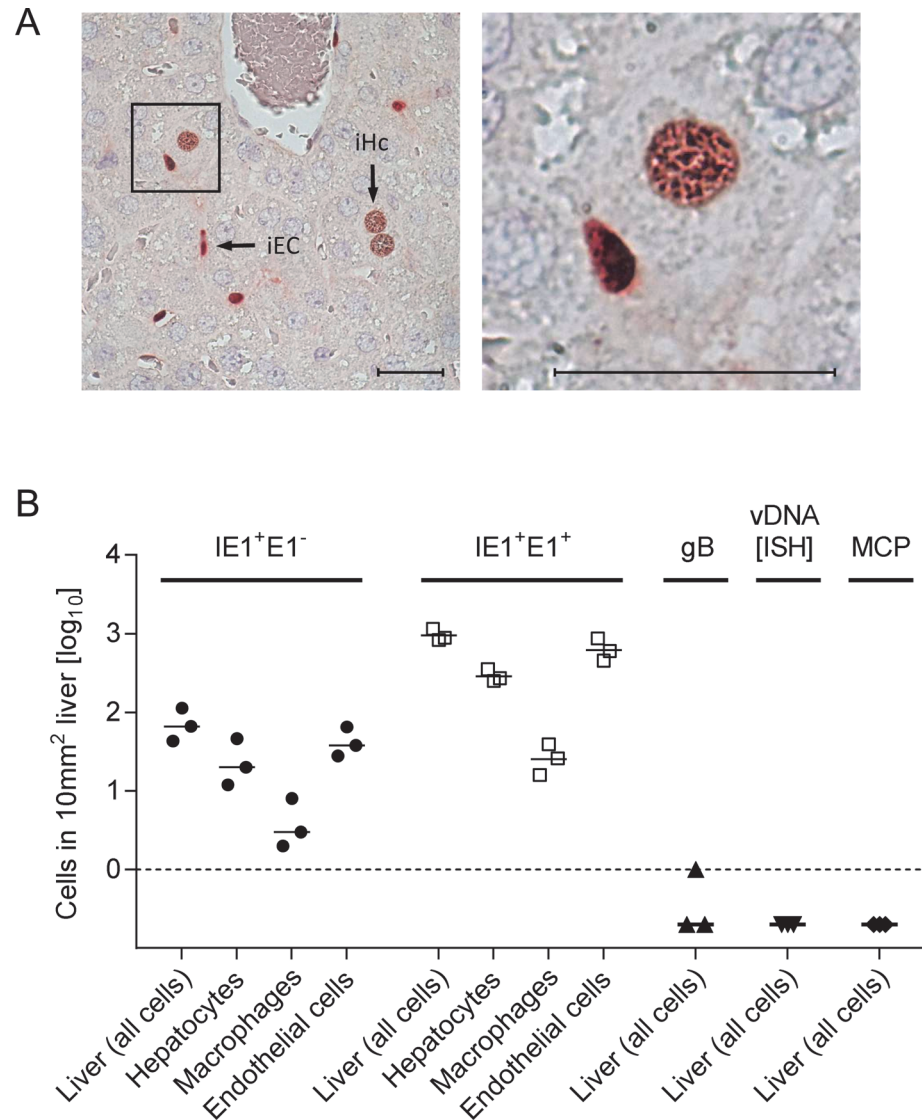 A
iHc
iEC
B
IE1⁺E1⁻
IE1⁺E1⁺
gB
vDNA
[ISH]
MCP
Cells in 10mm² liver [log₁₀]
4
3
2
1
0
Liver (all cells)
Hepatocytes
Macrophages
Endothelial cells
Liver (all cells)
Hepatocytes
Macrophages
Endothelial cells
Liver (all cells)
Liver (all cells)
Liver (all cells)